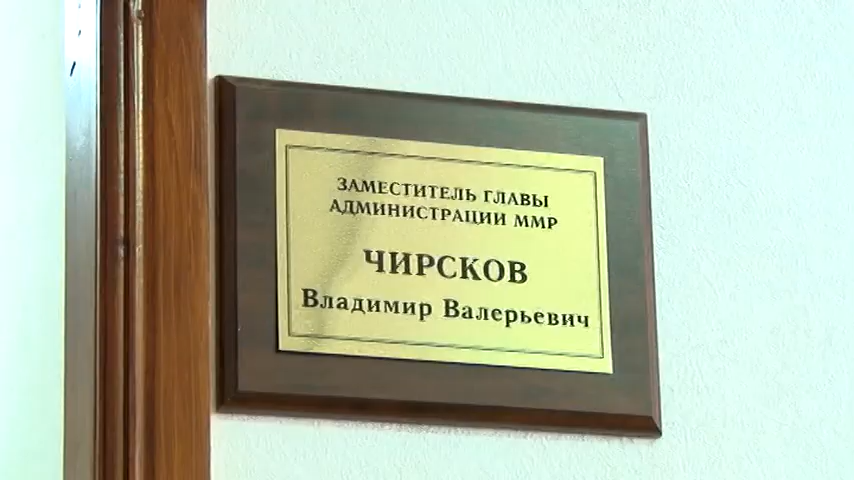 ЗАМЕСТИТЕЛЬ ГЛАВЫ
АДМИНИСТРАЦИИ ММР
ЧИРСКОВ
Владимир Валерьевич